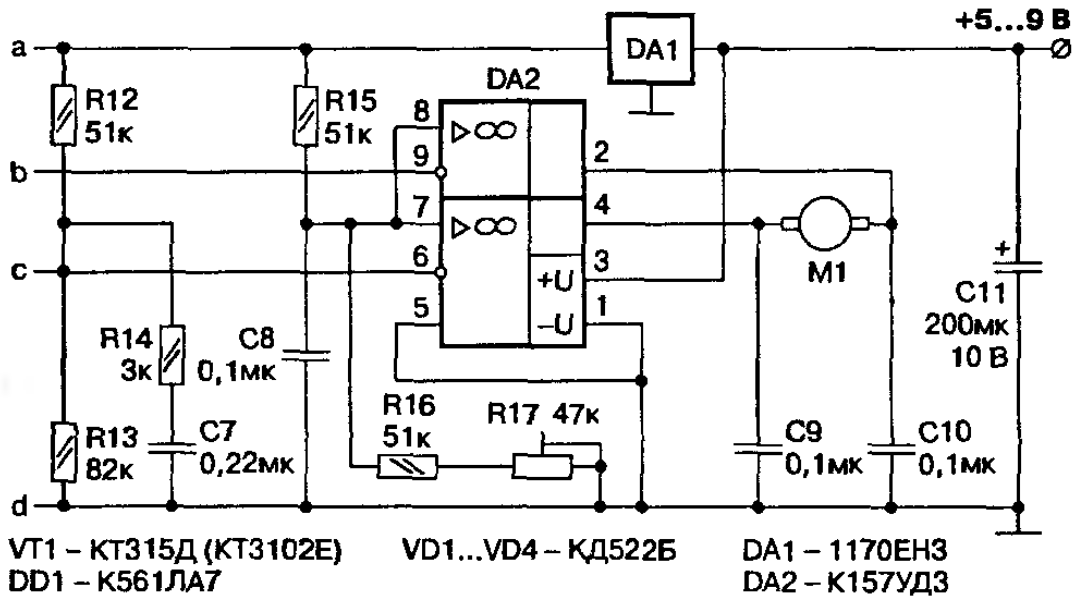 +5...9 В
a
DA1
DA2
R12
51к
R15
51к
8
▷∞
9
2
b
7
▷∞
4
6
+U
3
М1
c
5
-U
1
+
C11
200мк
10 В
R14
3к
C8
0,1мк
R16
51к
R17 47к
R13
82к
C7
0,22мк
C9
0,1мк
C10
0,1мк
d
VT1 – КТ315Д (КТ3102Е)
VD1...VD4 – КД522Б
DA1 – 1170ЕН3
DD1 – К561ЛА7
DA2 – К157УД3